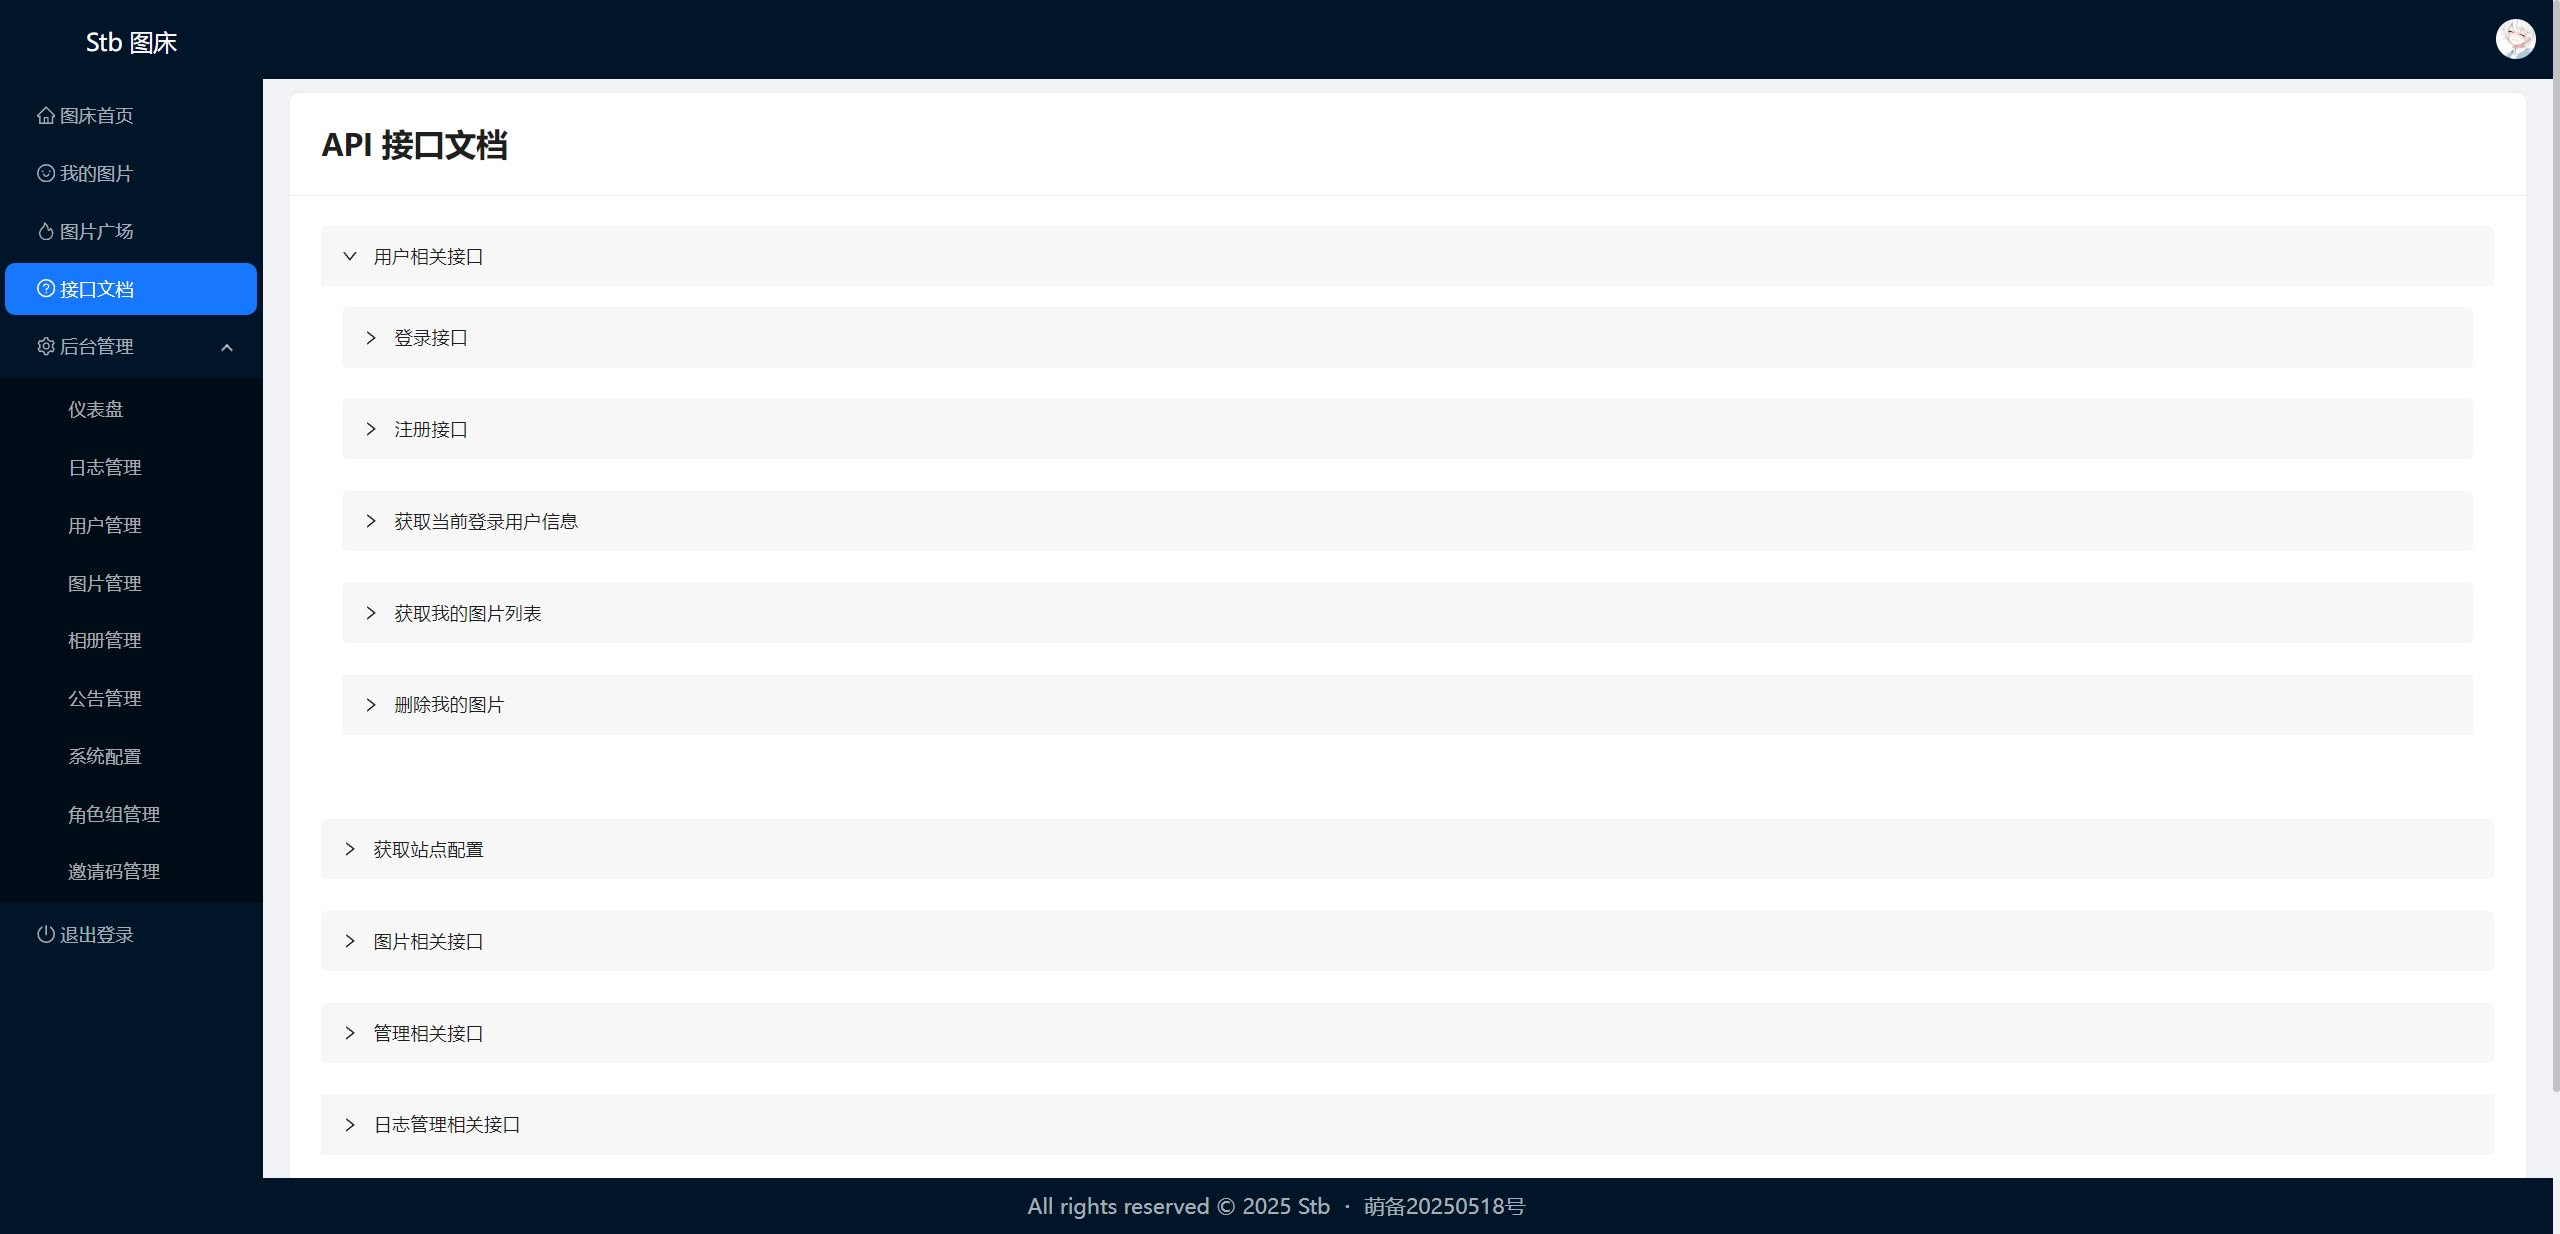 Stb 图床
图床首页
我的图片
图片广场
接口文档
后台管理
仪表盘
日志管理
用户管理
图片管理
相册管理
公告管理
系统配置
角色组管理
邀请码管理
退出登录
API 接口文档
用户相关接口
登录接口
注册接口
获取当前登录用户信息
获取我的图片列表
删除我的图片
获取站点配置
图片相关接口
管理相关接口
日志管理相关接口
All rights reserved © 2025 Stb · 萌备20250518号